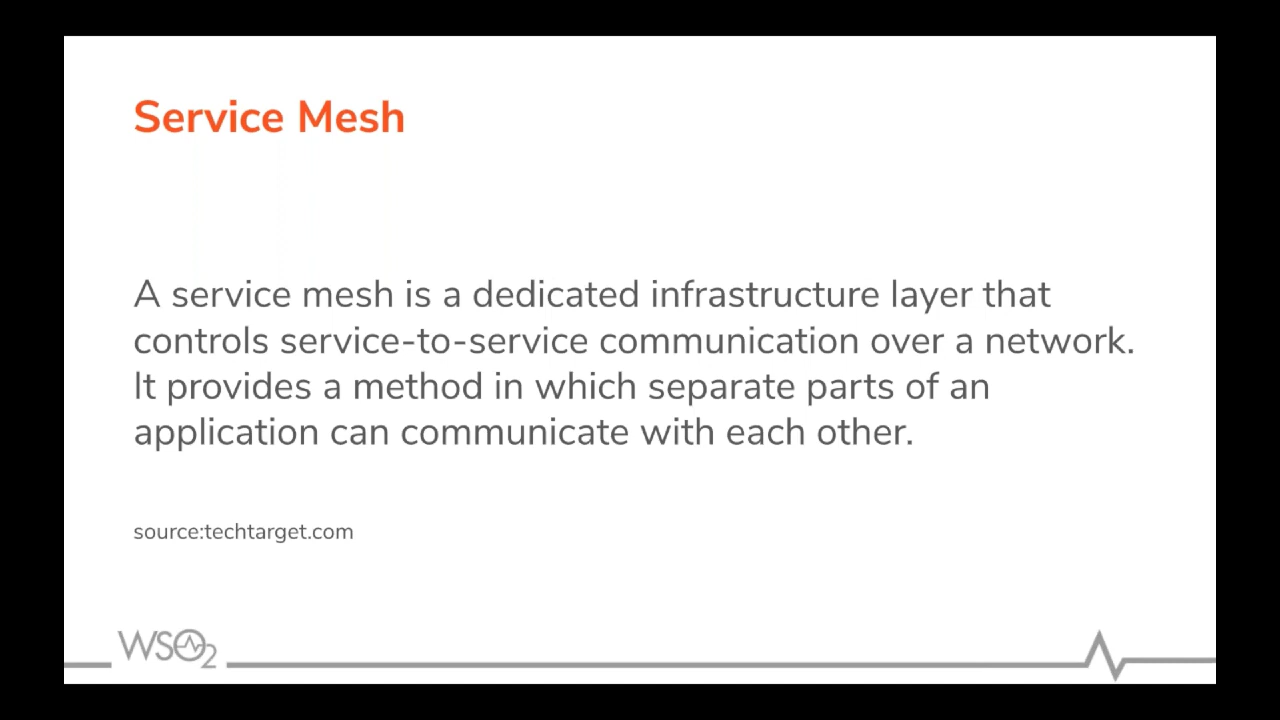 Service Mesh
A service mesh is a dedicated infrastructure layer that
controls service-to-service communication over a network.
It provides a method in which separate parts of an
application can communicate with each other.
source:techtarget.com
WSO2